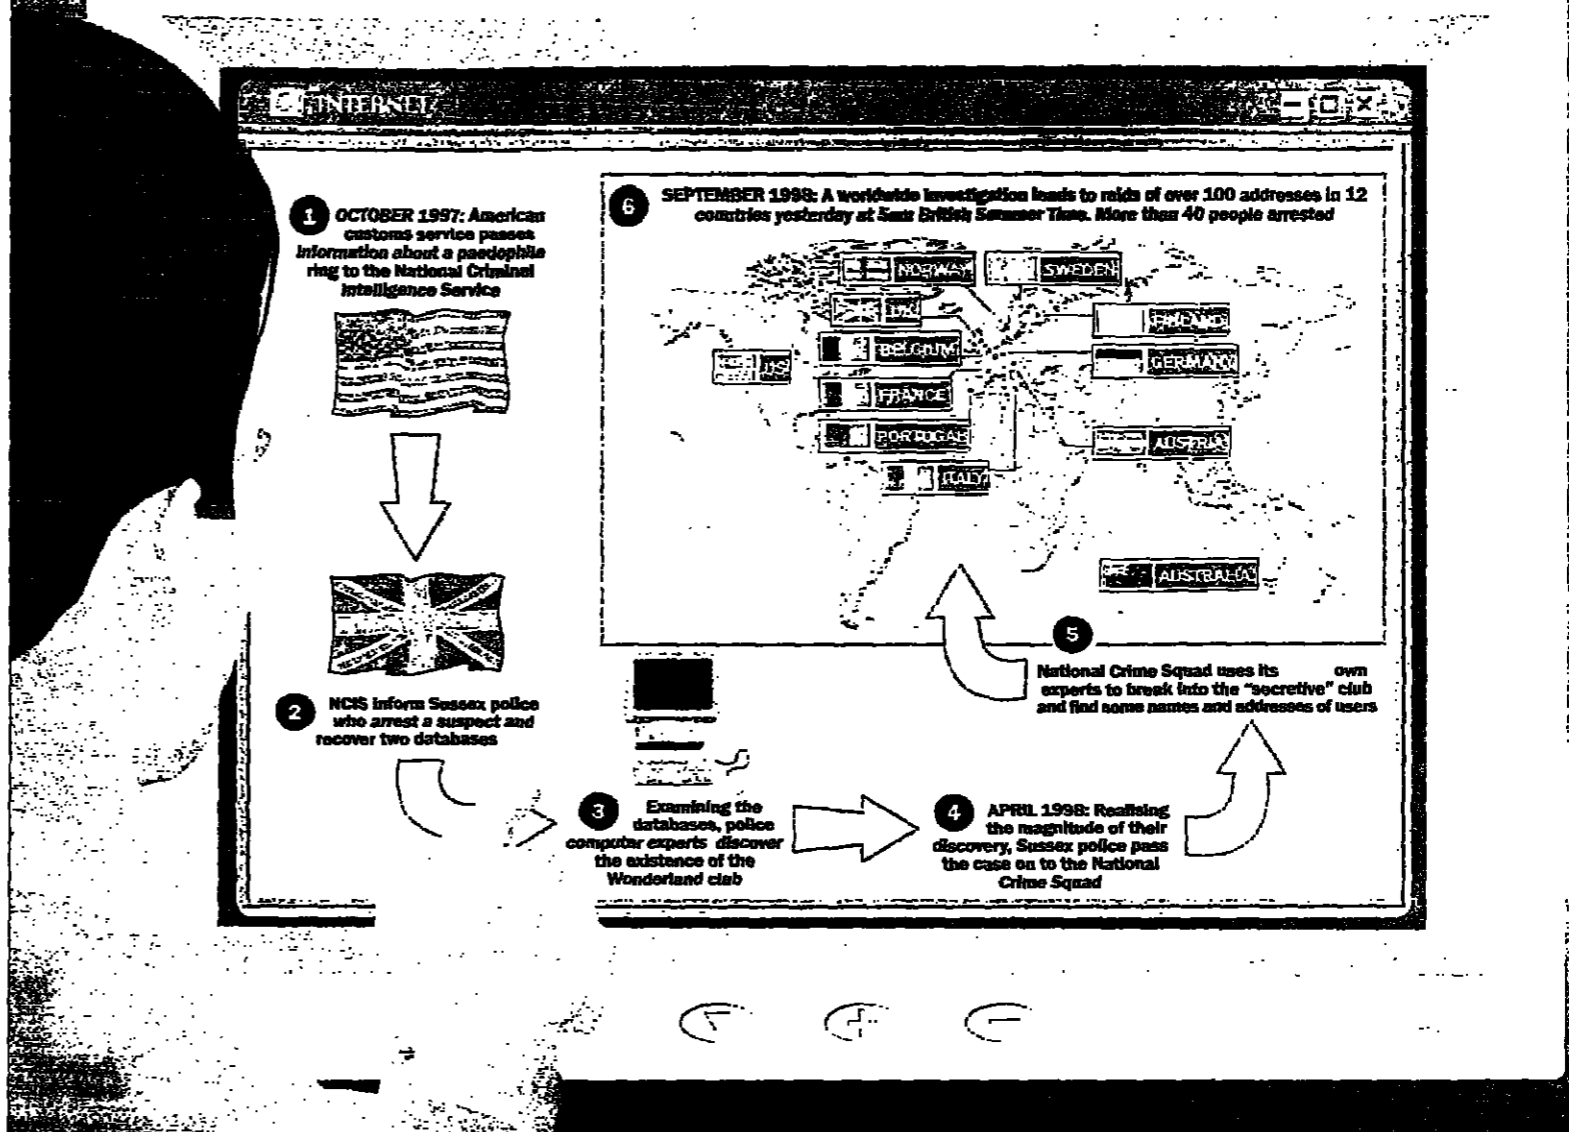 INTERNET
1 OCTOBER 1997: American
customs service passes
information about a paedophile
ring to the National Criminal
Intelligence Service
2 NCIS inform Sussex police
who arrest a suspect and
recover two databases
3 Examining the
databases, police
computer experts discover
the existence of the
Wonderland club
4 APRIL 1998: Realising
the magnitude of their
discovery, Sussex police pass
the case on to the National
Crime Squad
5
National Crime Squad uses its own
experts to break into the "secretive" club
and find some names and addresses of users
6 SEPTEMBER 1998: A worldwide investigation leads to raids of over 100 addresses in 12
countries yesterday at 5am British Summer Time. More than 40 people arrested
NORWAY
SWEDEN
UK
FINLAND
BELGIUM
GERMANY
US
FRANCE
PORTUGAL
AUSTRIA
ITALY
AUSTRALIA